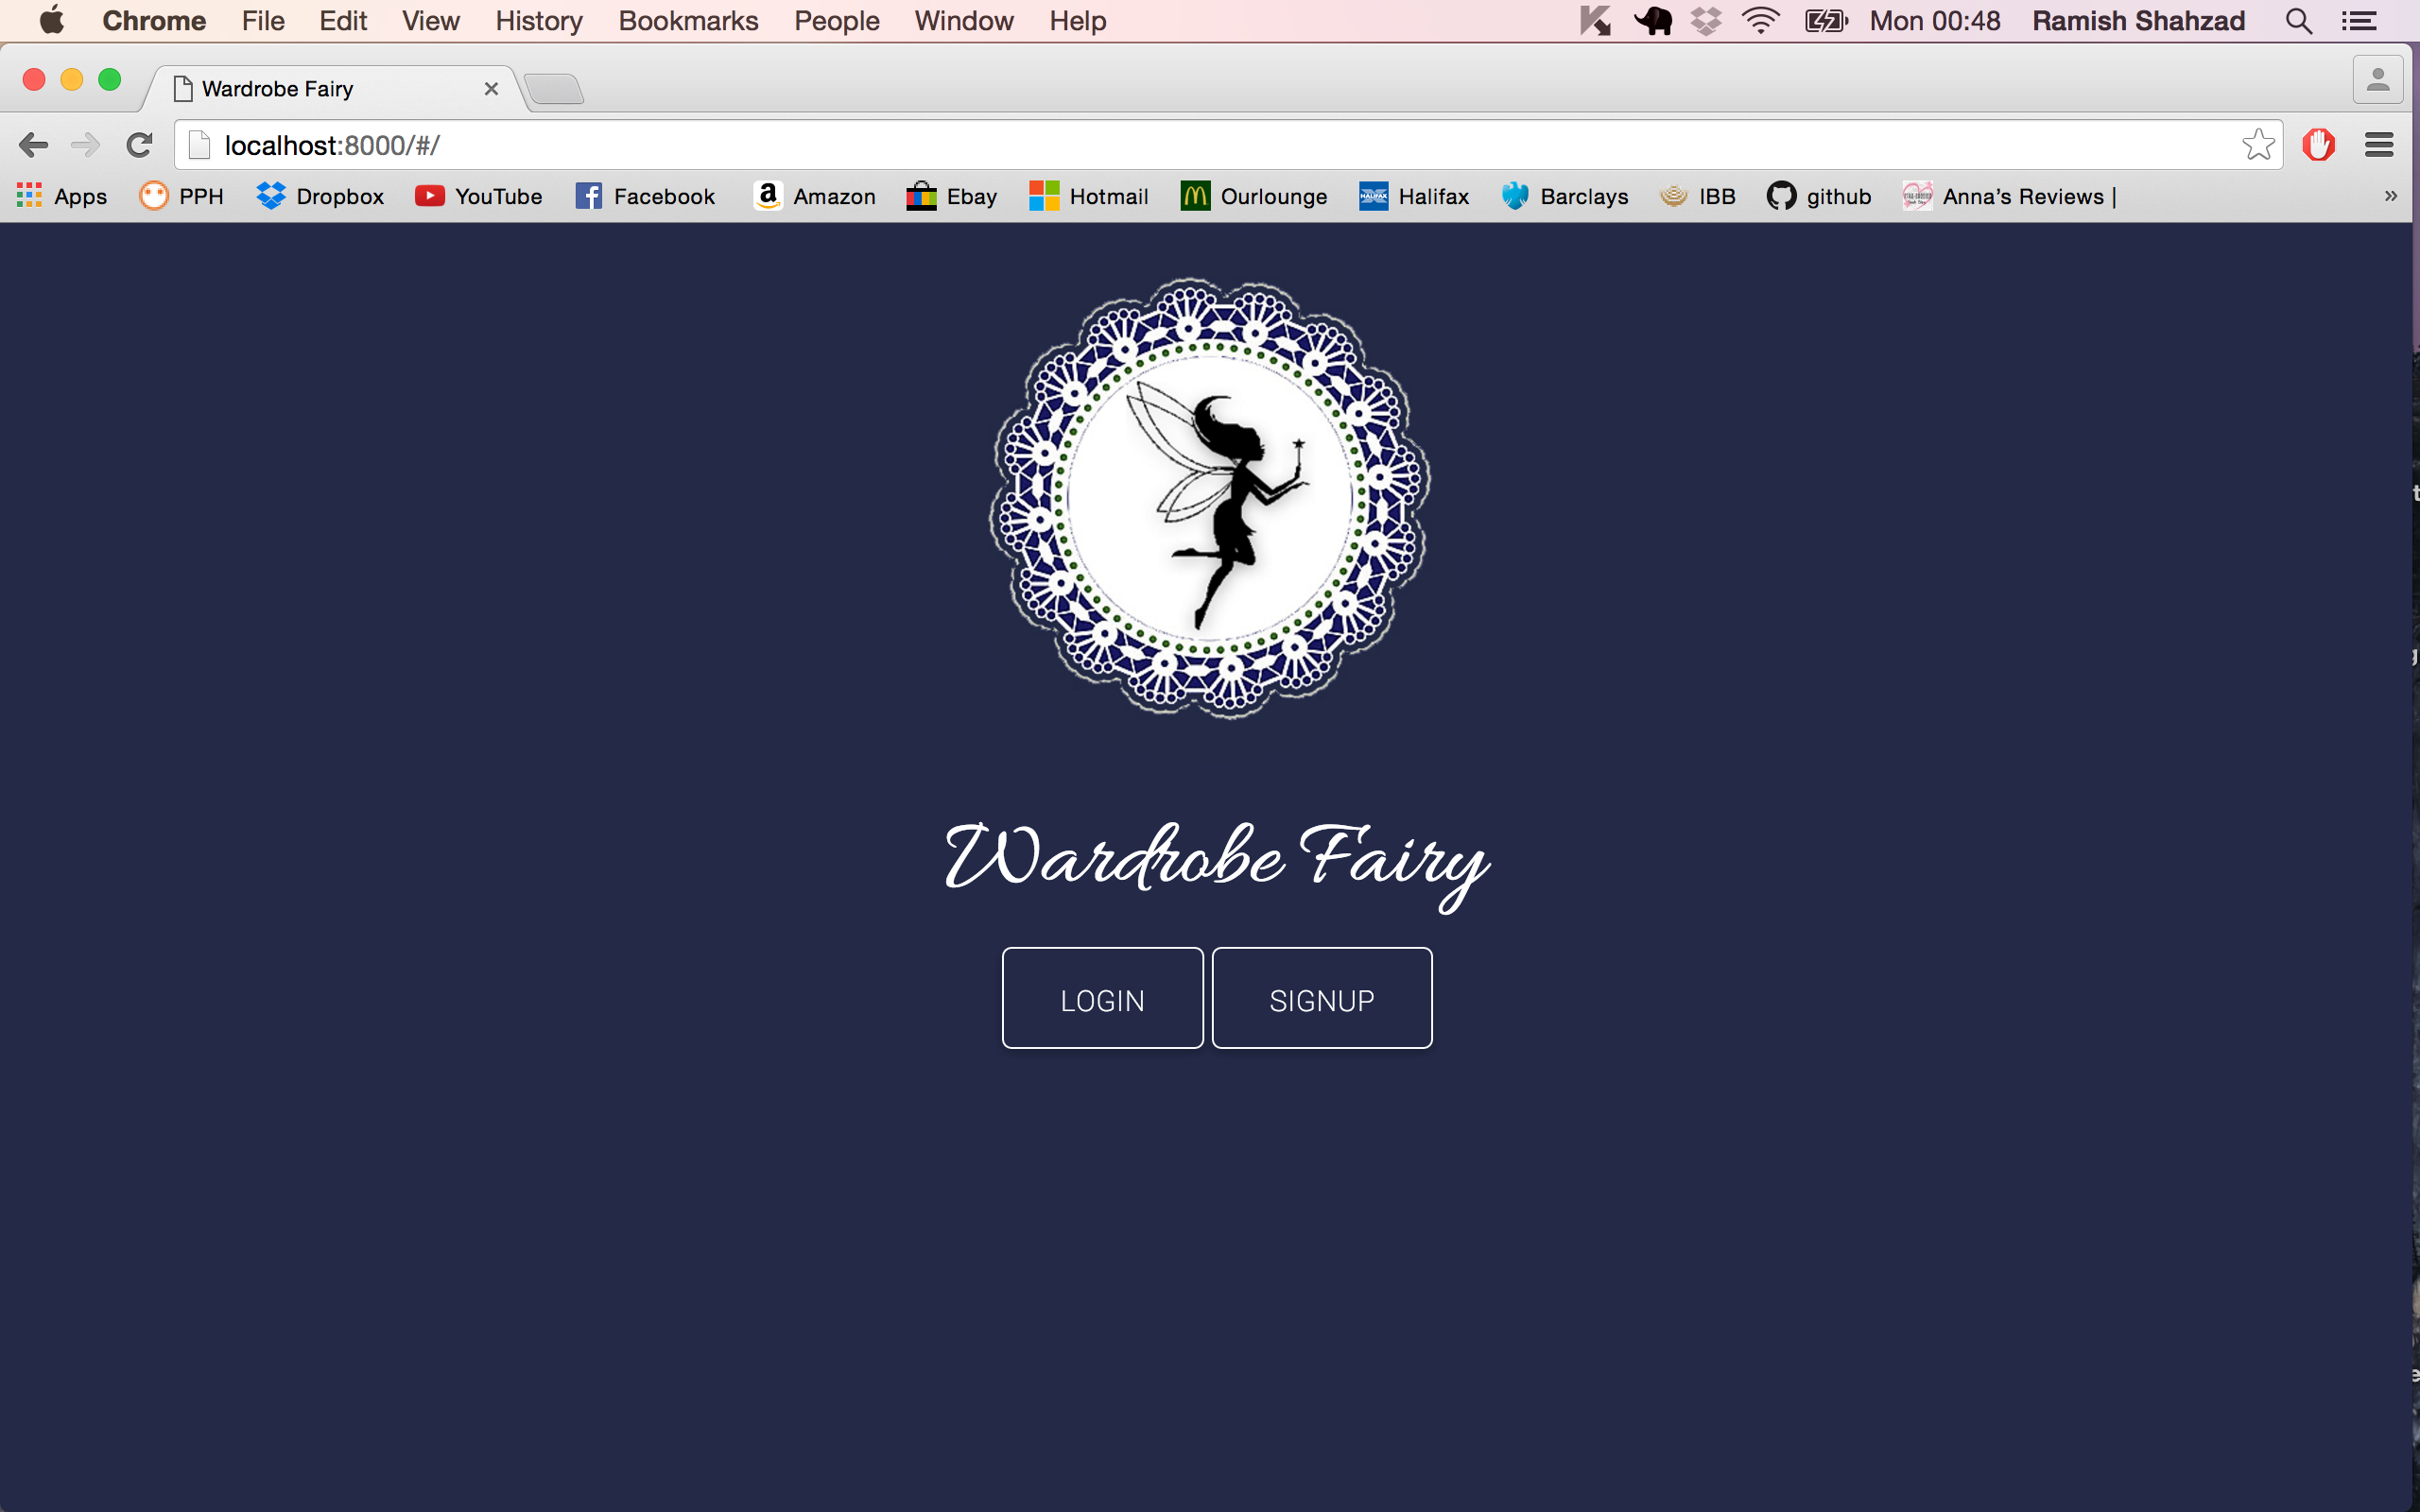 Chrome File Edit View History Bookmarks People Window Help Mon 00:48 Ramish Shahzad
Wardrobe Fairy
localhost:8000/#/
Apps PPH Dropbox YouTube Facebook Amazon Ebay Hotmail Ourlounge Halifax Barclays IBB github Anna's Reviews | »
Wardrobe Fairy
LOGIN SIGNUP